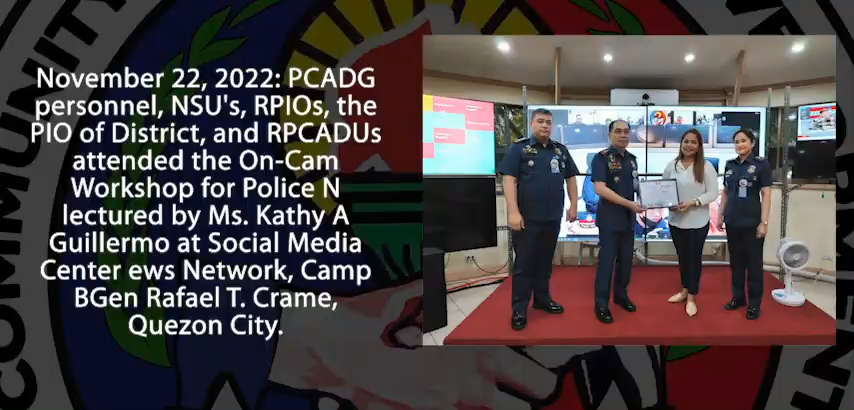 November 22, 2022: PCADG
personnel, NSU's, RPIOs, the
PIO of District, and RPCADUs
attended the On-Cam
Workshop for Police N
lectured by Ms. Kathy A
Guillermo at Social Media
Center ews Network, Camp
BGen Rafael T. Crame,
Quezon City.
COMMUNITY